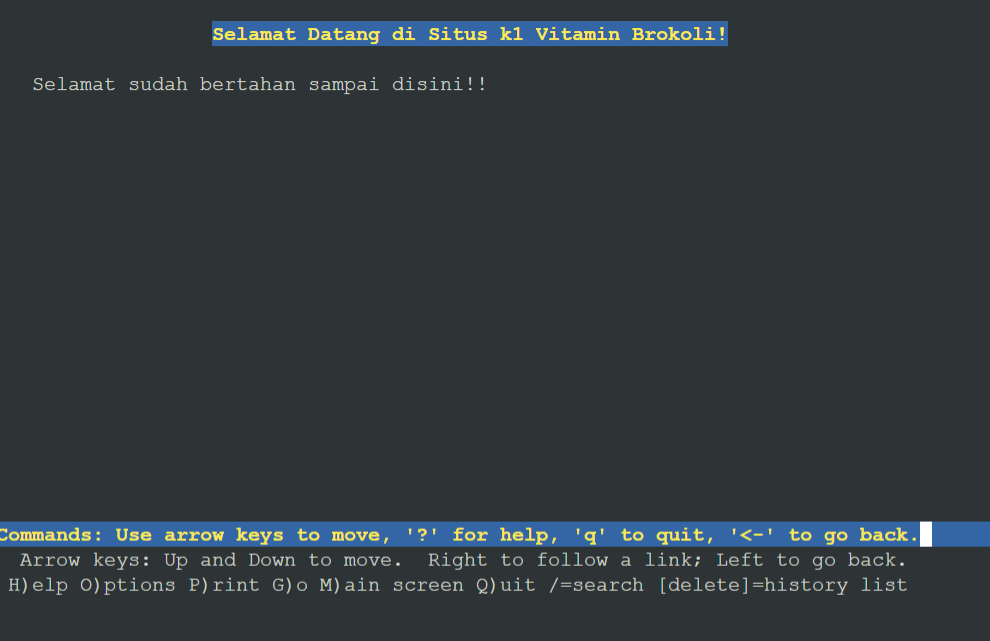 Selamat Datang di Situs k1 Vitamin Brokoli!
Selamat sudah bertahan sampai disini!!
Commands: Use arrow keys to move, '?' for help, 'q' to quit, '<-' to go back.
Arrow keys: Up and Down to move.  Right to follow a link; Left to go back.
H)elp O)ptions P)rint G)o M)ain screen Q)uit /=search [delete]=history list